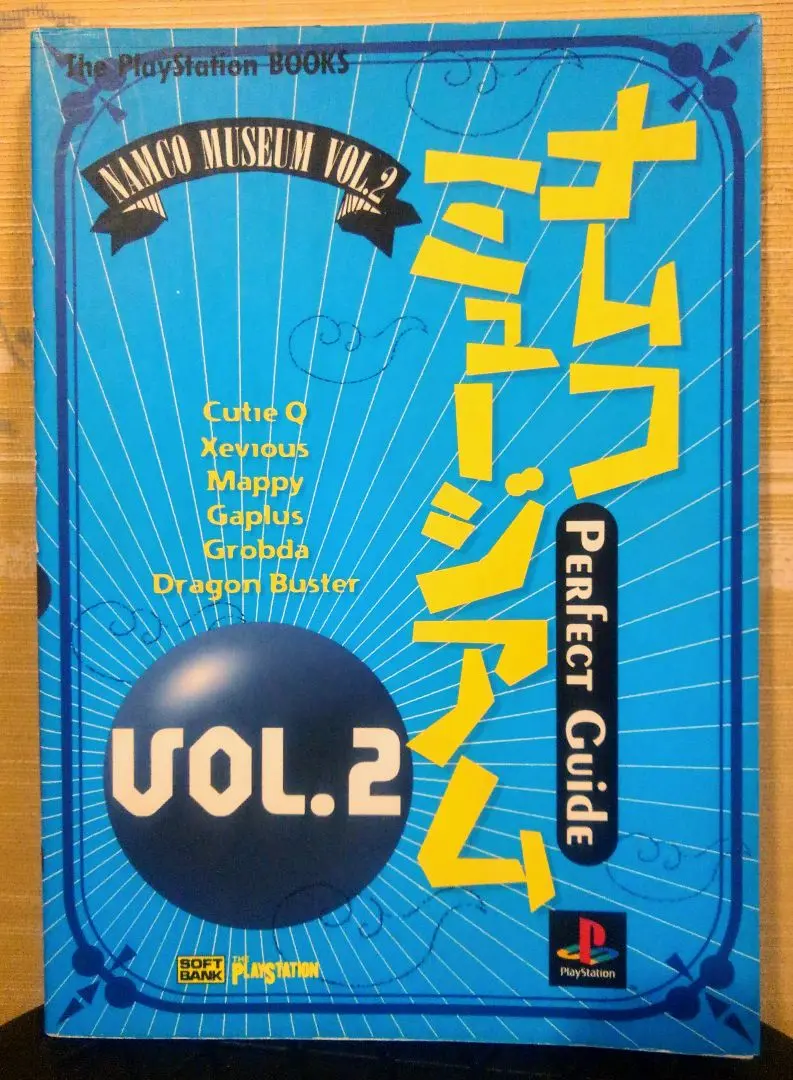 The PlayStation BOOKS
NAMCO MUSEUM VOL.2
ナムコ
ミュージアム
PERFECT GUIDE
Cutie Q
Xevious
Mappy
Gaplus
Grobda
Dragon Buster
VOL.2
SOFT
BANK
THE
PLAYSTATION
PlayStation